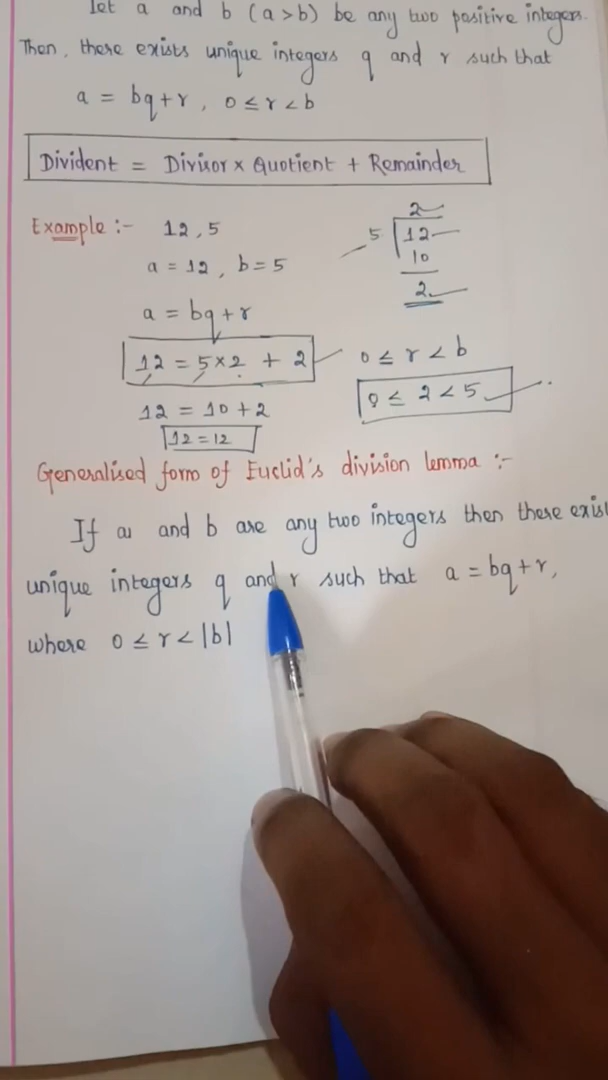 Let a and b (a > b) be any two positive integers.
Then, there exists unique integers q and r such that
a = bq + r , 0 ≤ r < b
Divident = Divisor × Quotient + Remainder
Example :- 12, 5
a = 12 , b = 5
a = bq + r
12 = 5 × 2 + 2
12 = 10 + 2
12 = 12
2
5 12
10
2
0 ≤ r < b
0 ≤ 2 < 5
Generalised form of Euclid's division lemma :-
If a and b are any two integers then there exist
unique integers q and r such that a = bq + r,
where 0 ≤ r < |b|